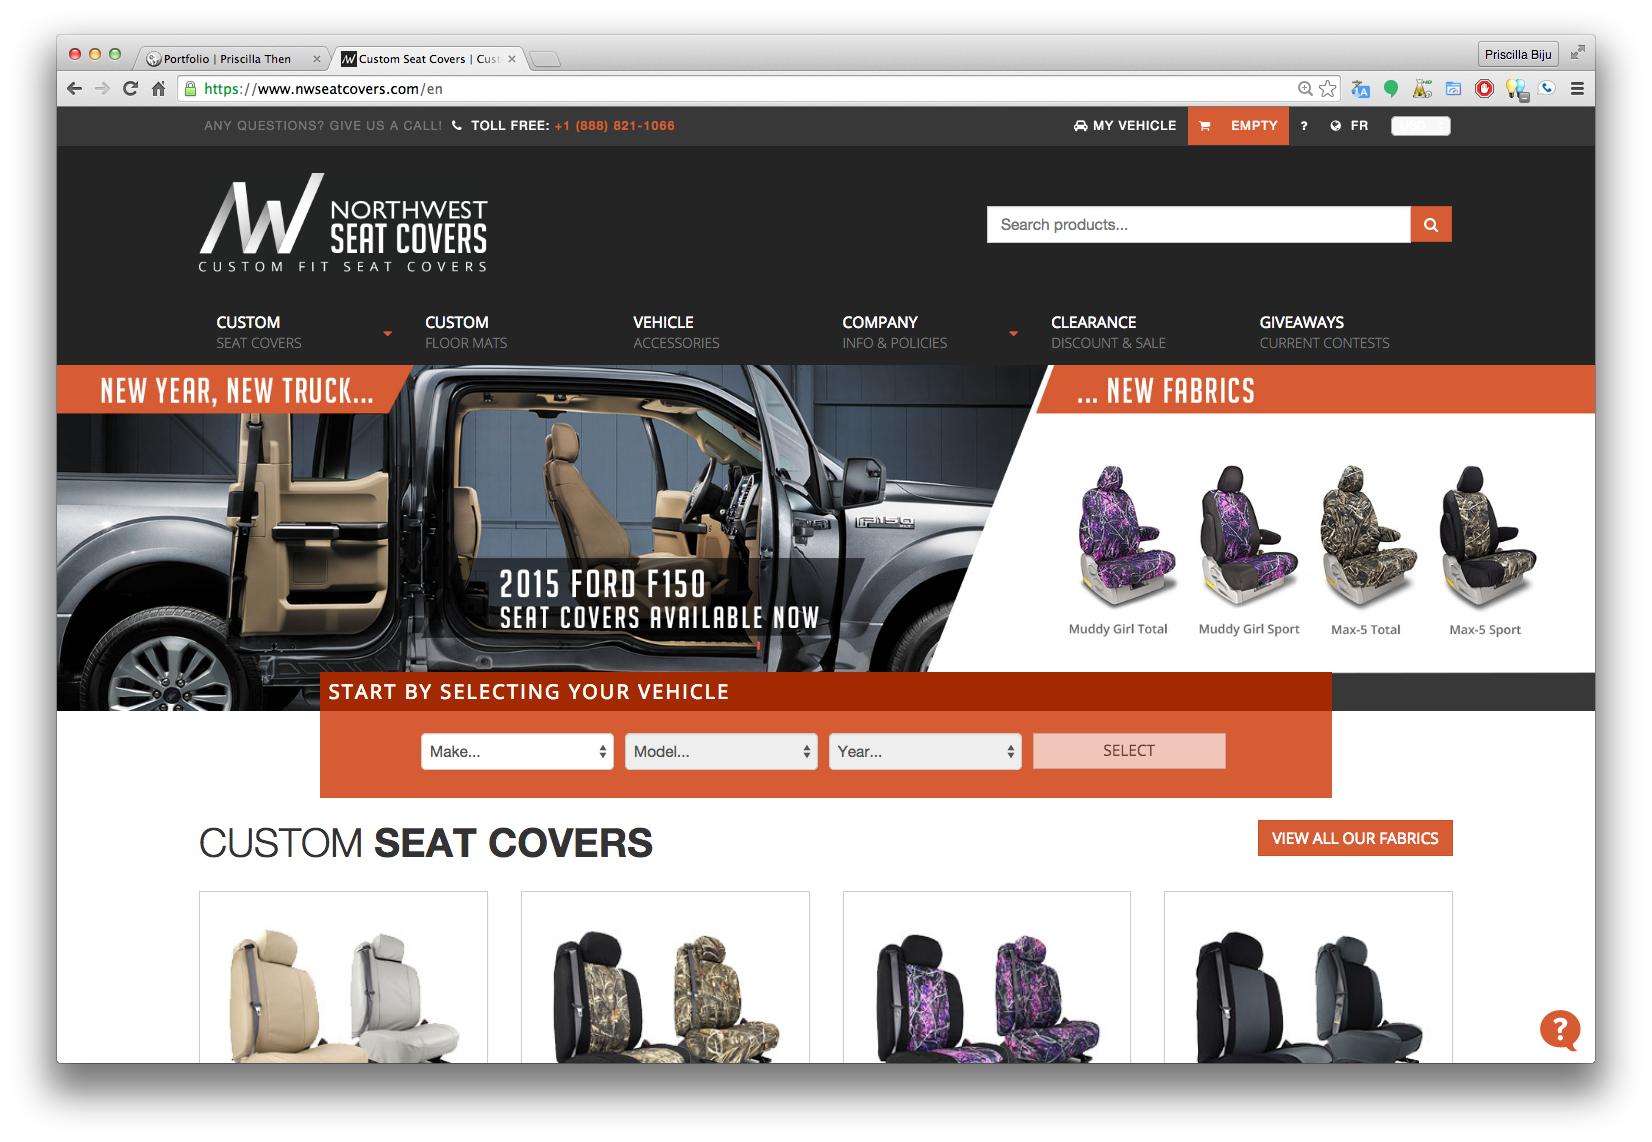 Portfolio | Priscilla Then
Custom Seat Covers | Cust
Priscilla Biju
https://www.nwseatcovers.com/en
ANY QUESTIONS? GIVE US A CALL! TOLL FREE: +1 (888) 821-1066
MY VEHICLE
EMPTY
?
FR
NORTHWEST
SEAT COVERS
CUSTOM FIT SEAT COVERS
Search products...
CUSTOM
SEAT COVERS
CUSTOM
FLOOR MATS
VEHICLE
ACCESSORIES
COMPANY
INFO & POLICIES
CLEARANCE
DISCOUNT & SALE
GIVEAWAYS
CURRENT CONTESTS
NEW YEAR, NEW TRUCK...
... NEW FABRICS
F150
2015 FORD F150
SEAT COVERS AVAILABLE NOW
Muddy Girl Total
Muddy Girl Sport
Max-5 Total
Max-5 Sport
START BY SELECTING YOUR VEHICLE
Make...
Model...
Year...
SELECT
CUSTOM SEAT COVERS
VIEW ALL OUR FABRICS
?